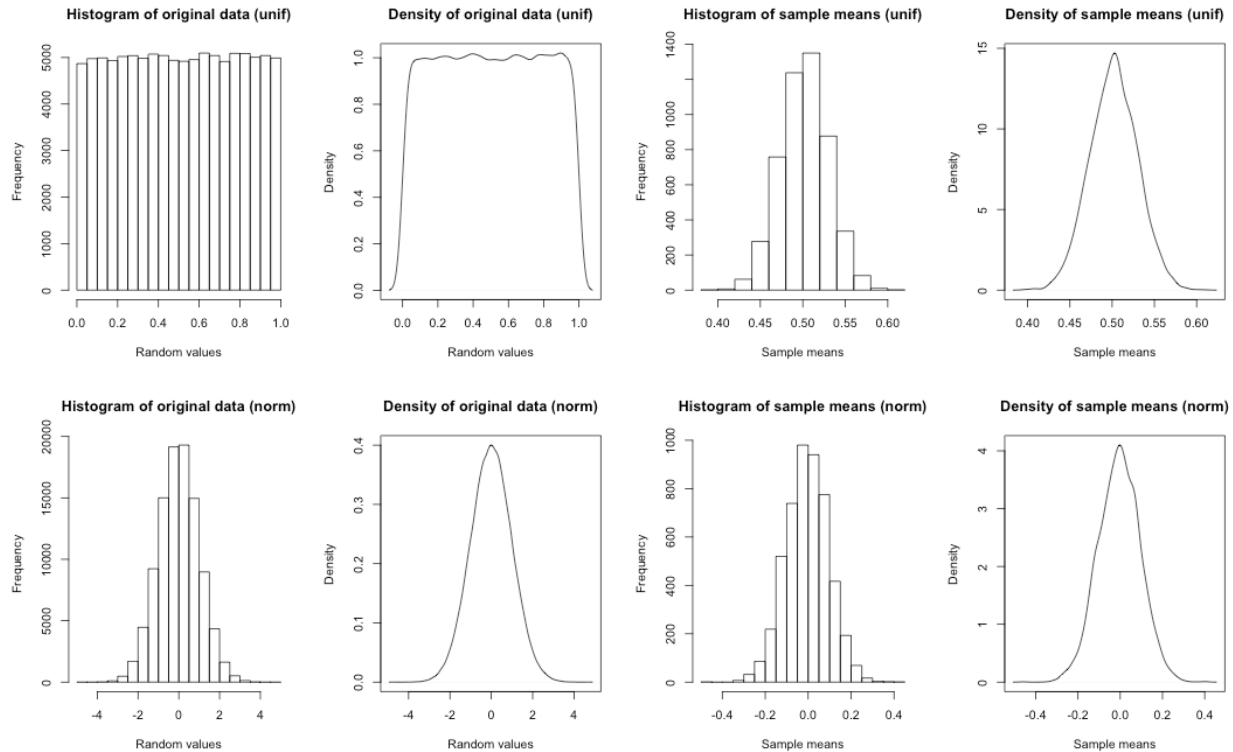 Histogram of original data (unif)
Frequency
5000
4000
3000
2000
1000
0
0.0 0.2 0.4 0.6 0.8 1.0
Random values
Density of original data (unif)
Density
1.0
0.8
0.6
0.4
0.2
0.0
0.0 0.2 0.4 0.6 0.8 1.0
Random values
Histogram of sample means (unif)
Frequency
1400
1000
800
600
400
200
0
0.40 0.45 0.50 0.55 0.60
Sample means
Density of sample means (unif)
Density
15
10
5
0
0.40 0.45 0.50 0.55 0.60
Sample means
Histogram of original data (norm)
Frequency
20000
15000
10000
5000
0
-4 -2 0 2 4
Random values
Density of original data (norm)
Density
0.4
0.3
0.2
0.1
0.0
-4 -2 0 2 4
Random values
Histogram of sample means (norm)
Frequency
1000
800
600
400
200
0
-0.4 -0.2 0.0 0.2 0.4
Sample means
Density of sample means (norm)
Density
4
3
2
1
0
-0.4 -0.2 0.0 0.2 0.4
Sample means